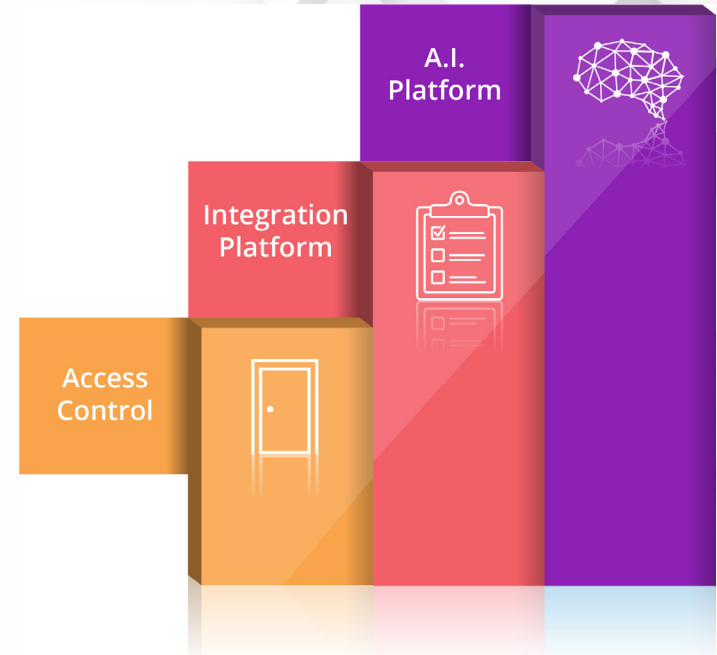 A.I.
Platform
Integration
Platform
Access
Control